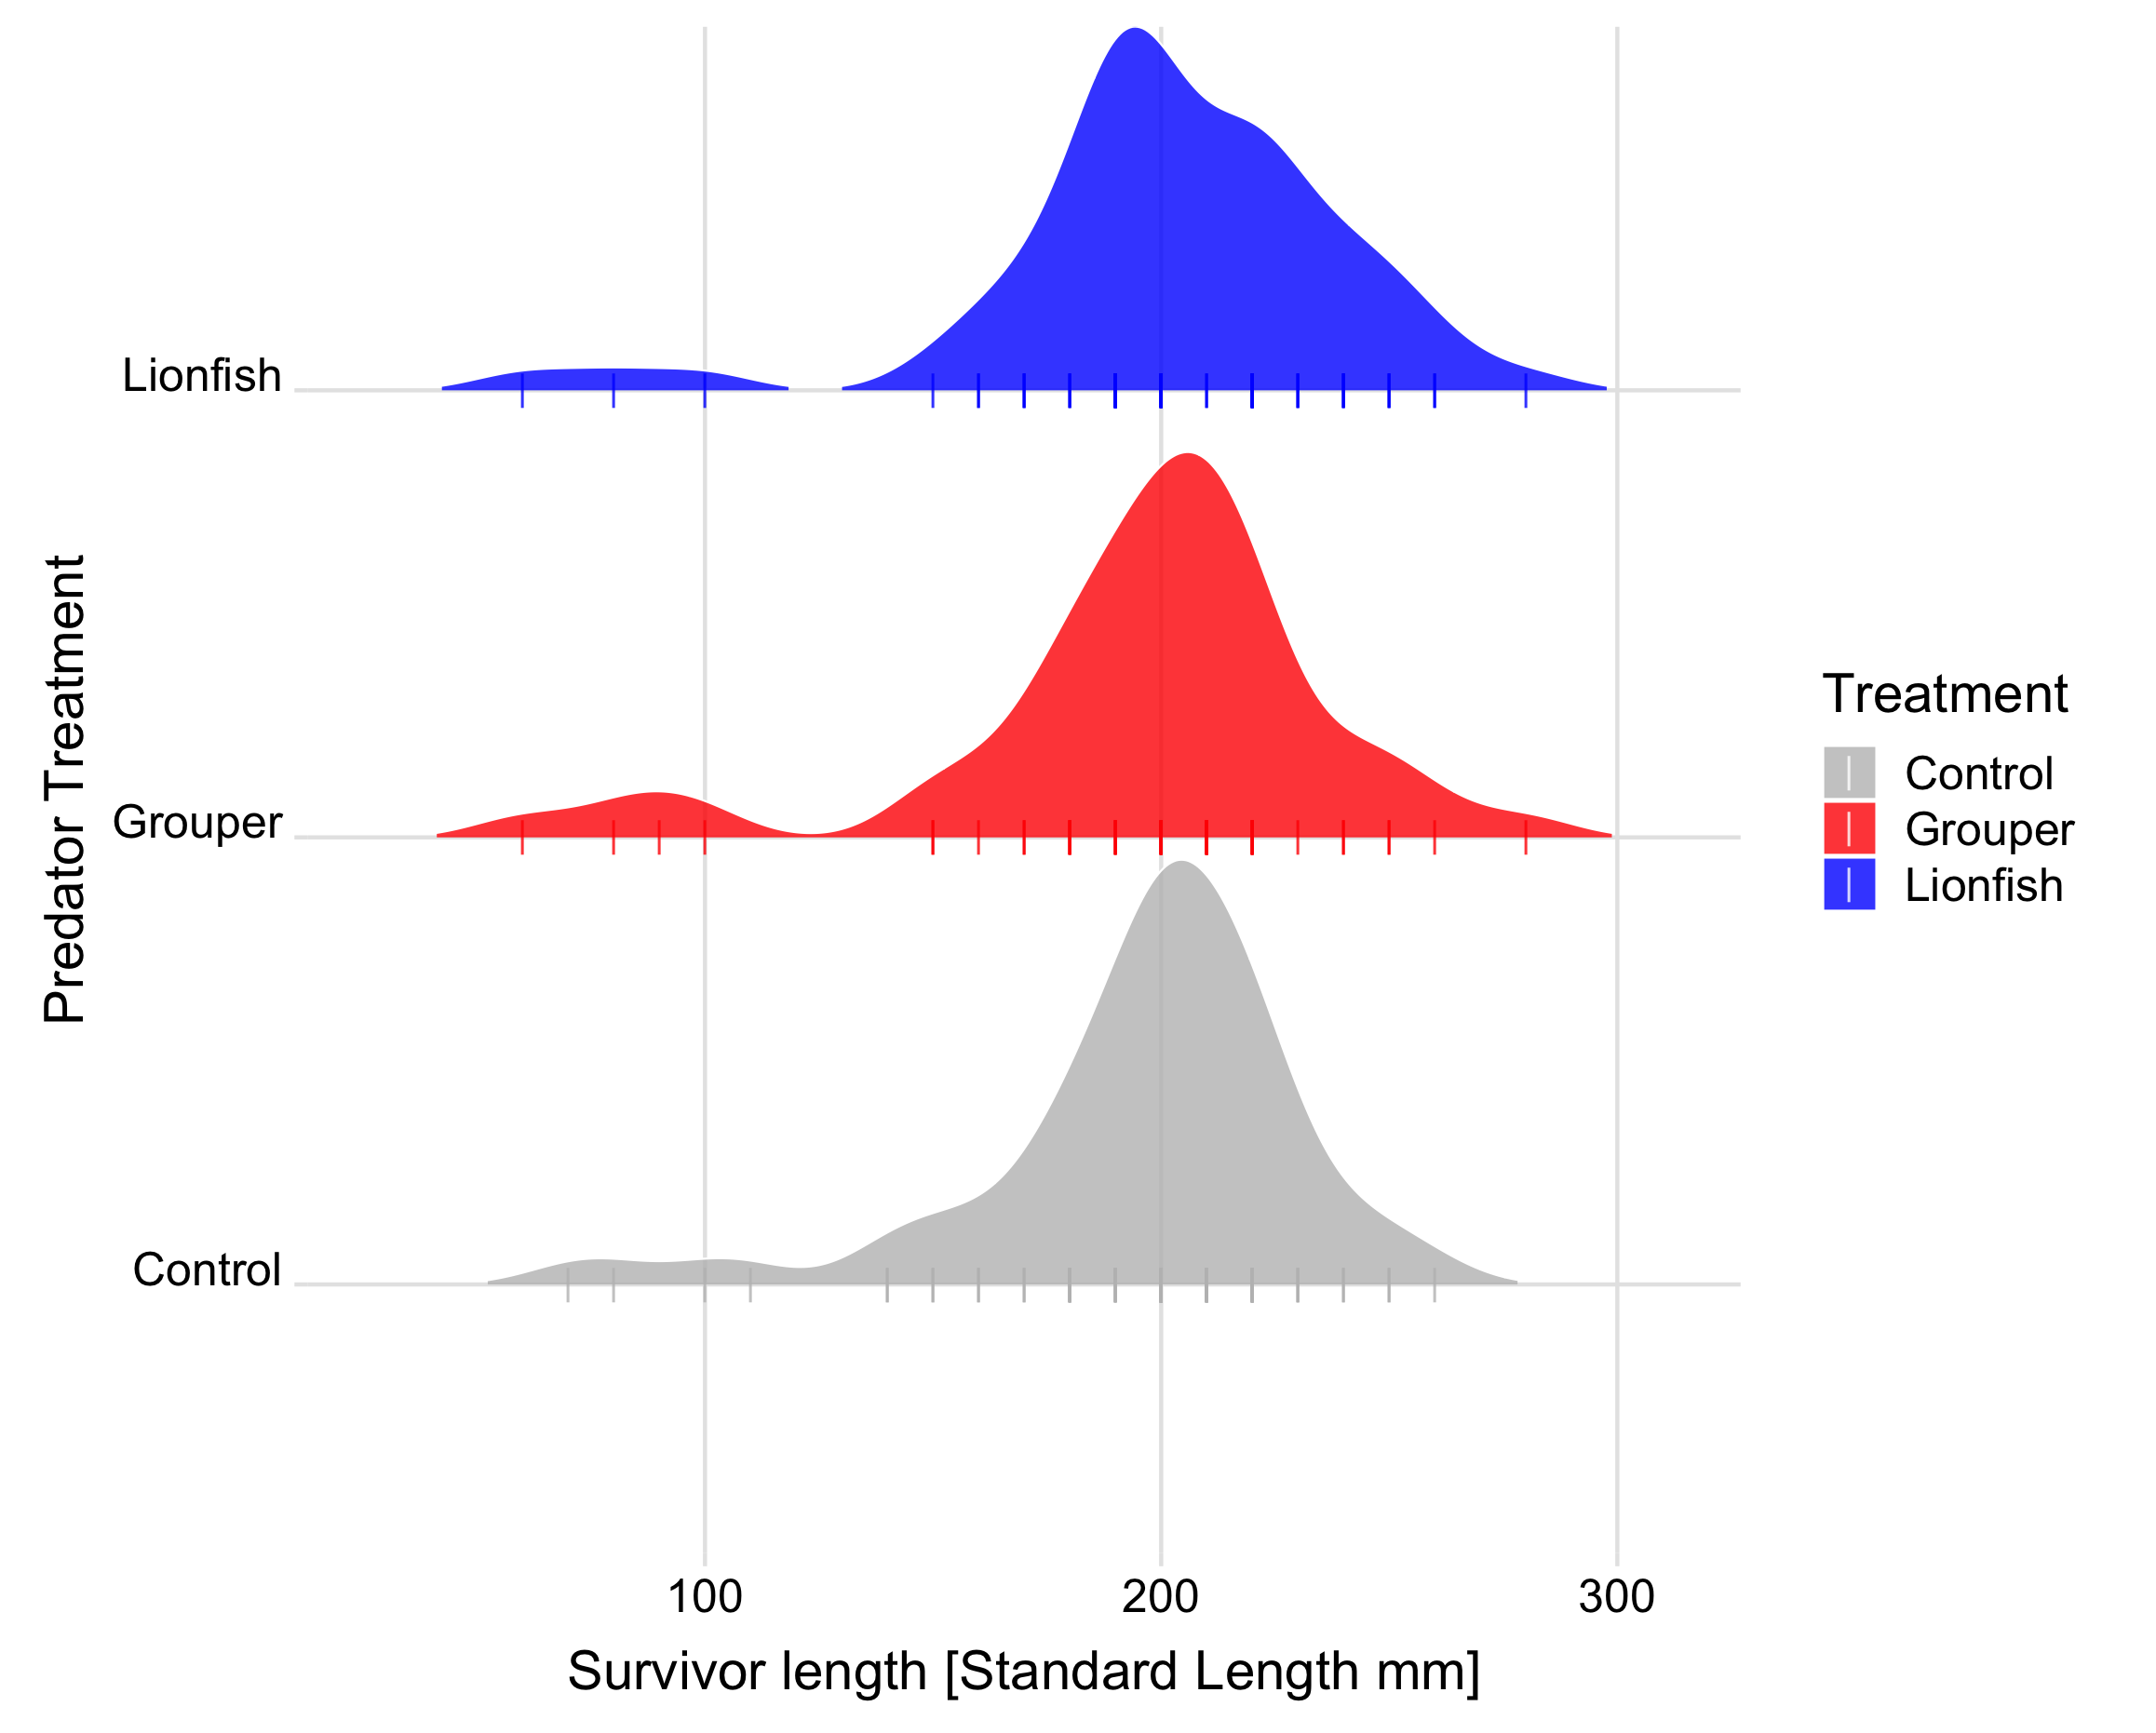 Lionfish
Grouper
Control
Predator Treatment
100
200
300
Survivor length [Standard Length mm]
Treatment
Control
Grouper
Lionfish